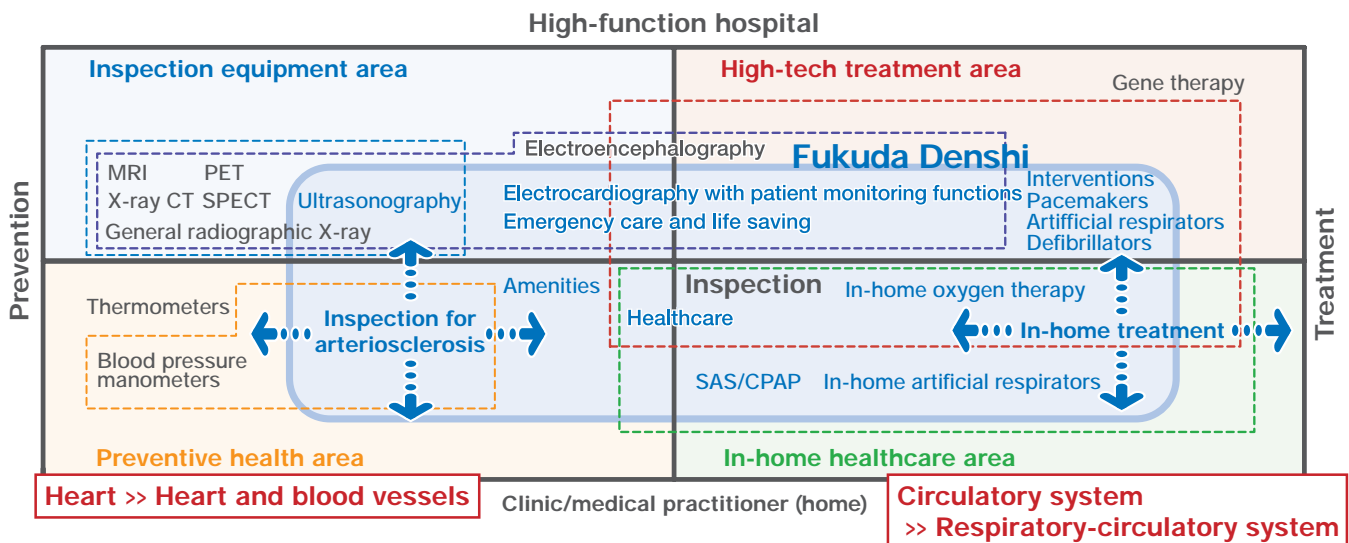 High-function hospital
Inspection equipment area
High-tech treatment area
Gene therapy
Electroencephalography
Fukuda Denshi
MRI PET
X-ray CT SPECT
General radiographic X-ray
Ultrasonography
Electrocardiography with patient monitoring functions
Emergency care and life saving
Interventions
Pacemakers
Artifficial respirators
Defibrillators
Prevention
Treatment
Thermometers
Blood pressure
manometers
Inspection for
arteriosclerosis
Amenities
Inspection
Healthcare
In-home oxygen therapy
In-home treatment
SAS/CPAP In-home artificial respirators
Preventive health area
In-home healthcare area
Heart >> Heart and blood vessels
Clinic/medical practitioner (home)
Circulatory system
>> Respiratory-circulatory system